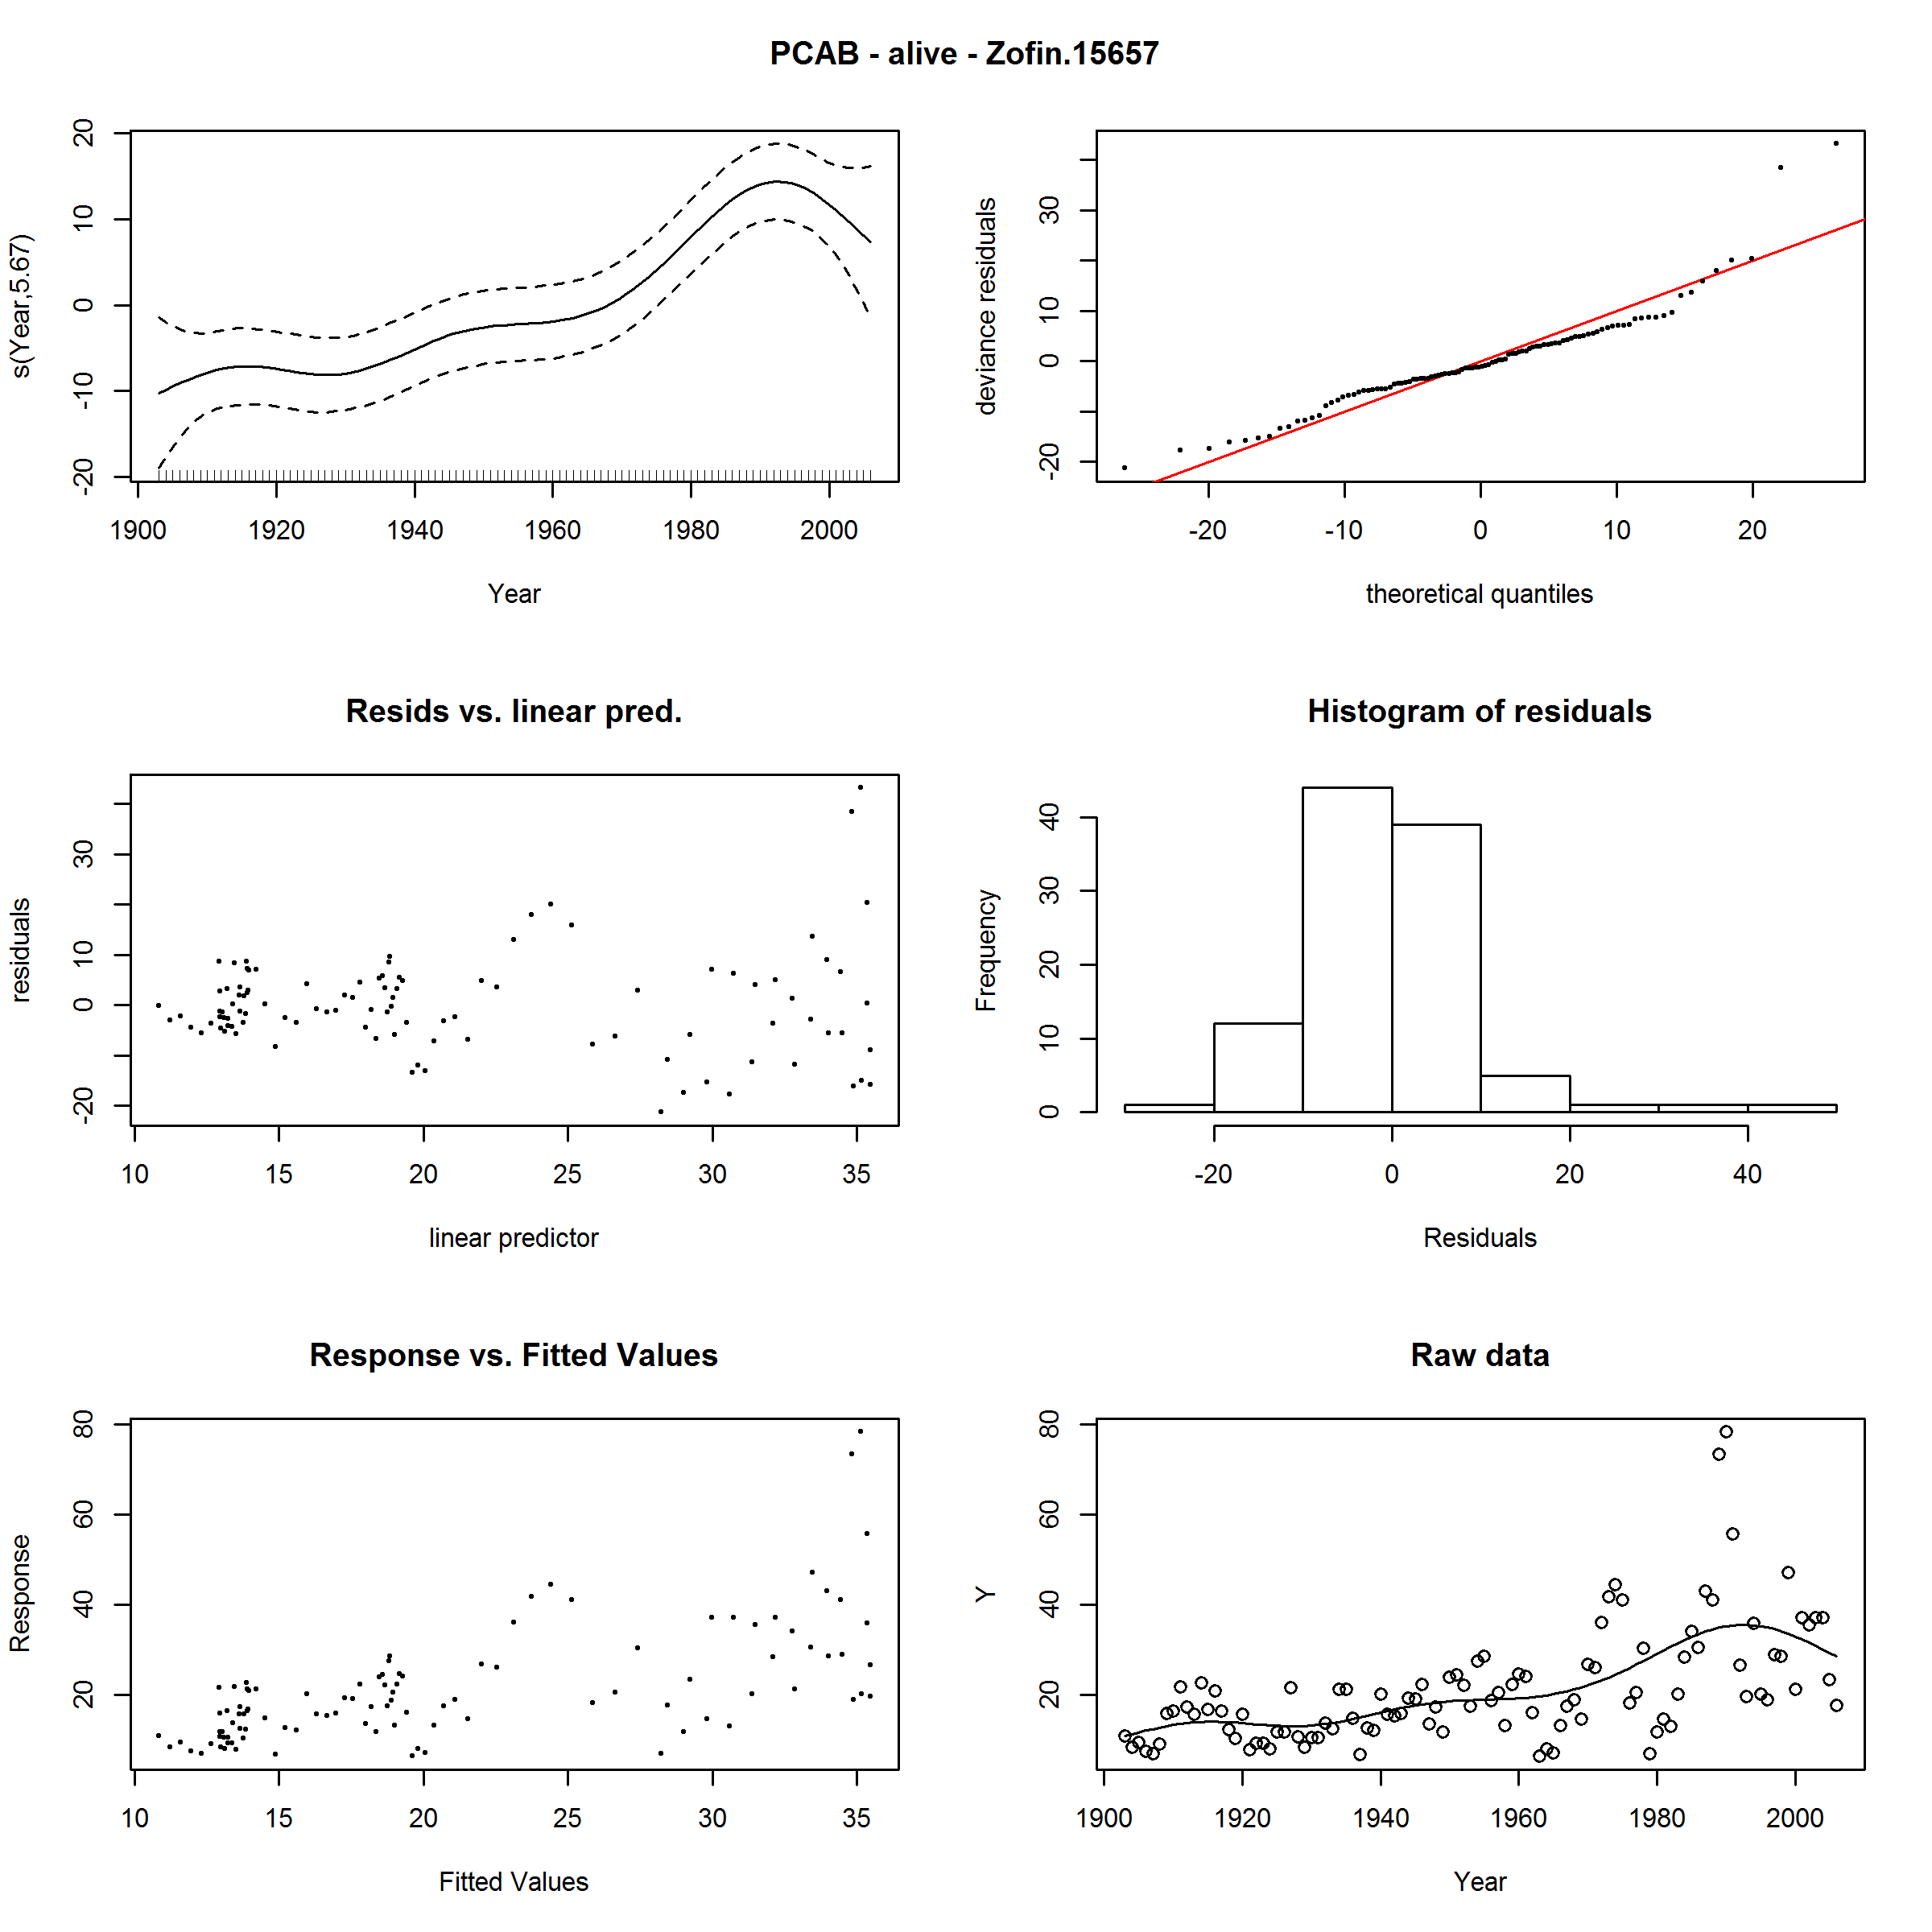 PCAB - alive - Zofin.15657
s(Year,5.67)
20
10
0
-10
-20
1900 1920 1940 1960 1980 2000
Year
deviance residuals
30
10
0
-20
-20 -10 0 10 20
theoretical quantiles
Resids vs. linear pred.
residuals
30
10
0
-20
10 15 20 25 30 35
linear predictor
Histogram of residuals
Frequency
40
30
20
10
0
-20 0 20 40
Residuals
Response vs. Fitted Values
Response
80
60
40
20
10 15 20 25 30 35
Fitted Values
Raw data
Y
80
60
40
20
1900 1920 1940 1960 1980 2000
Year